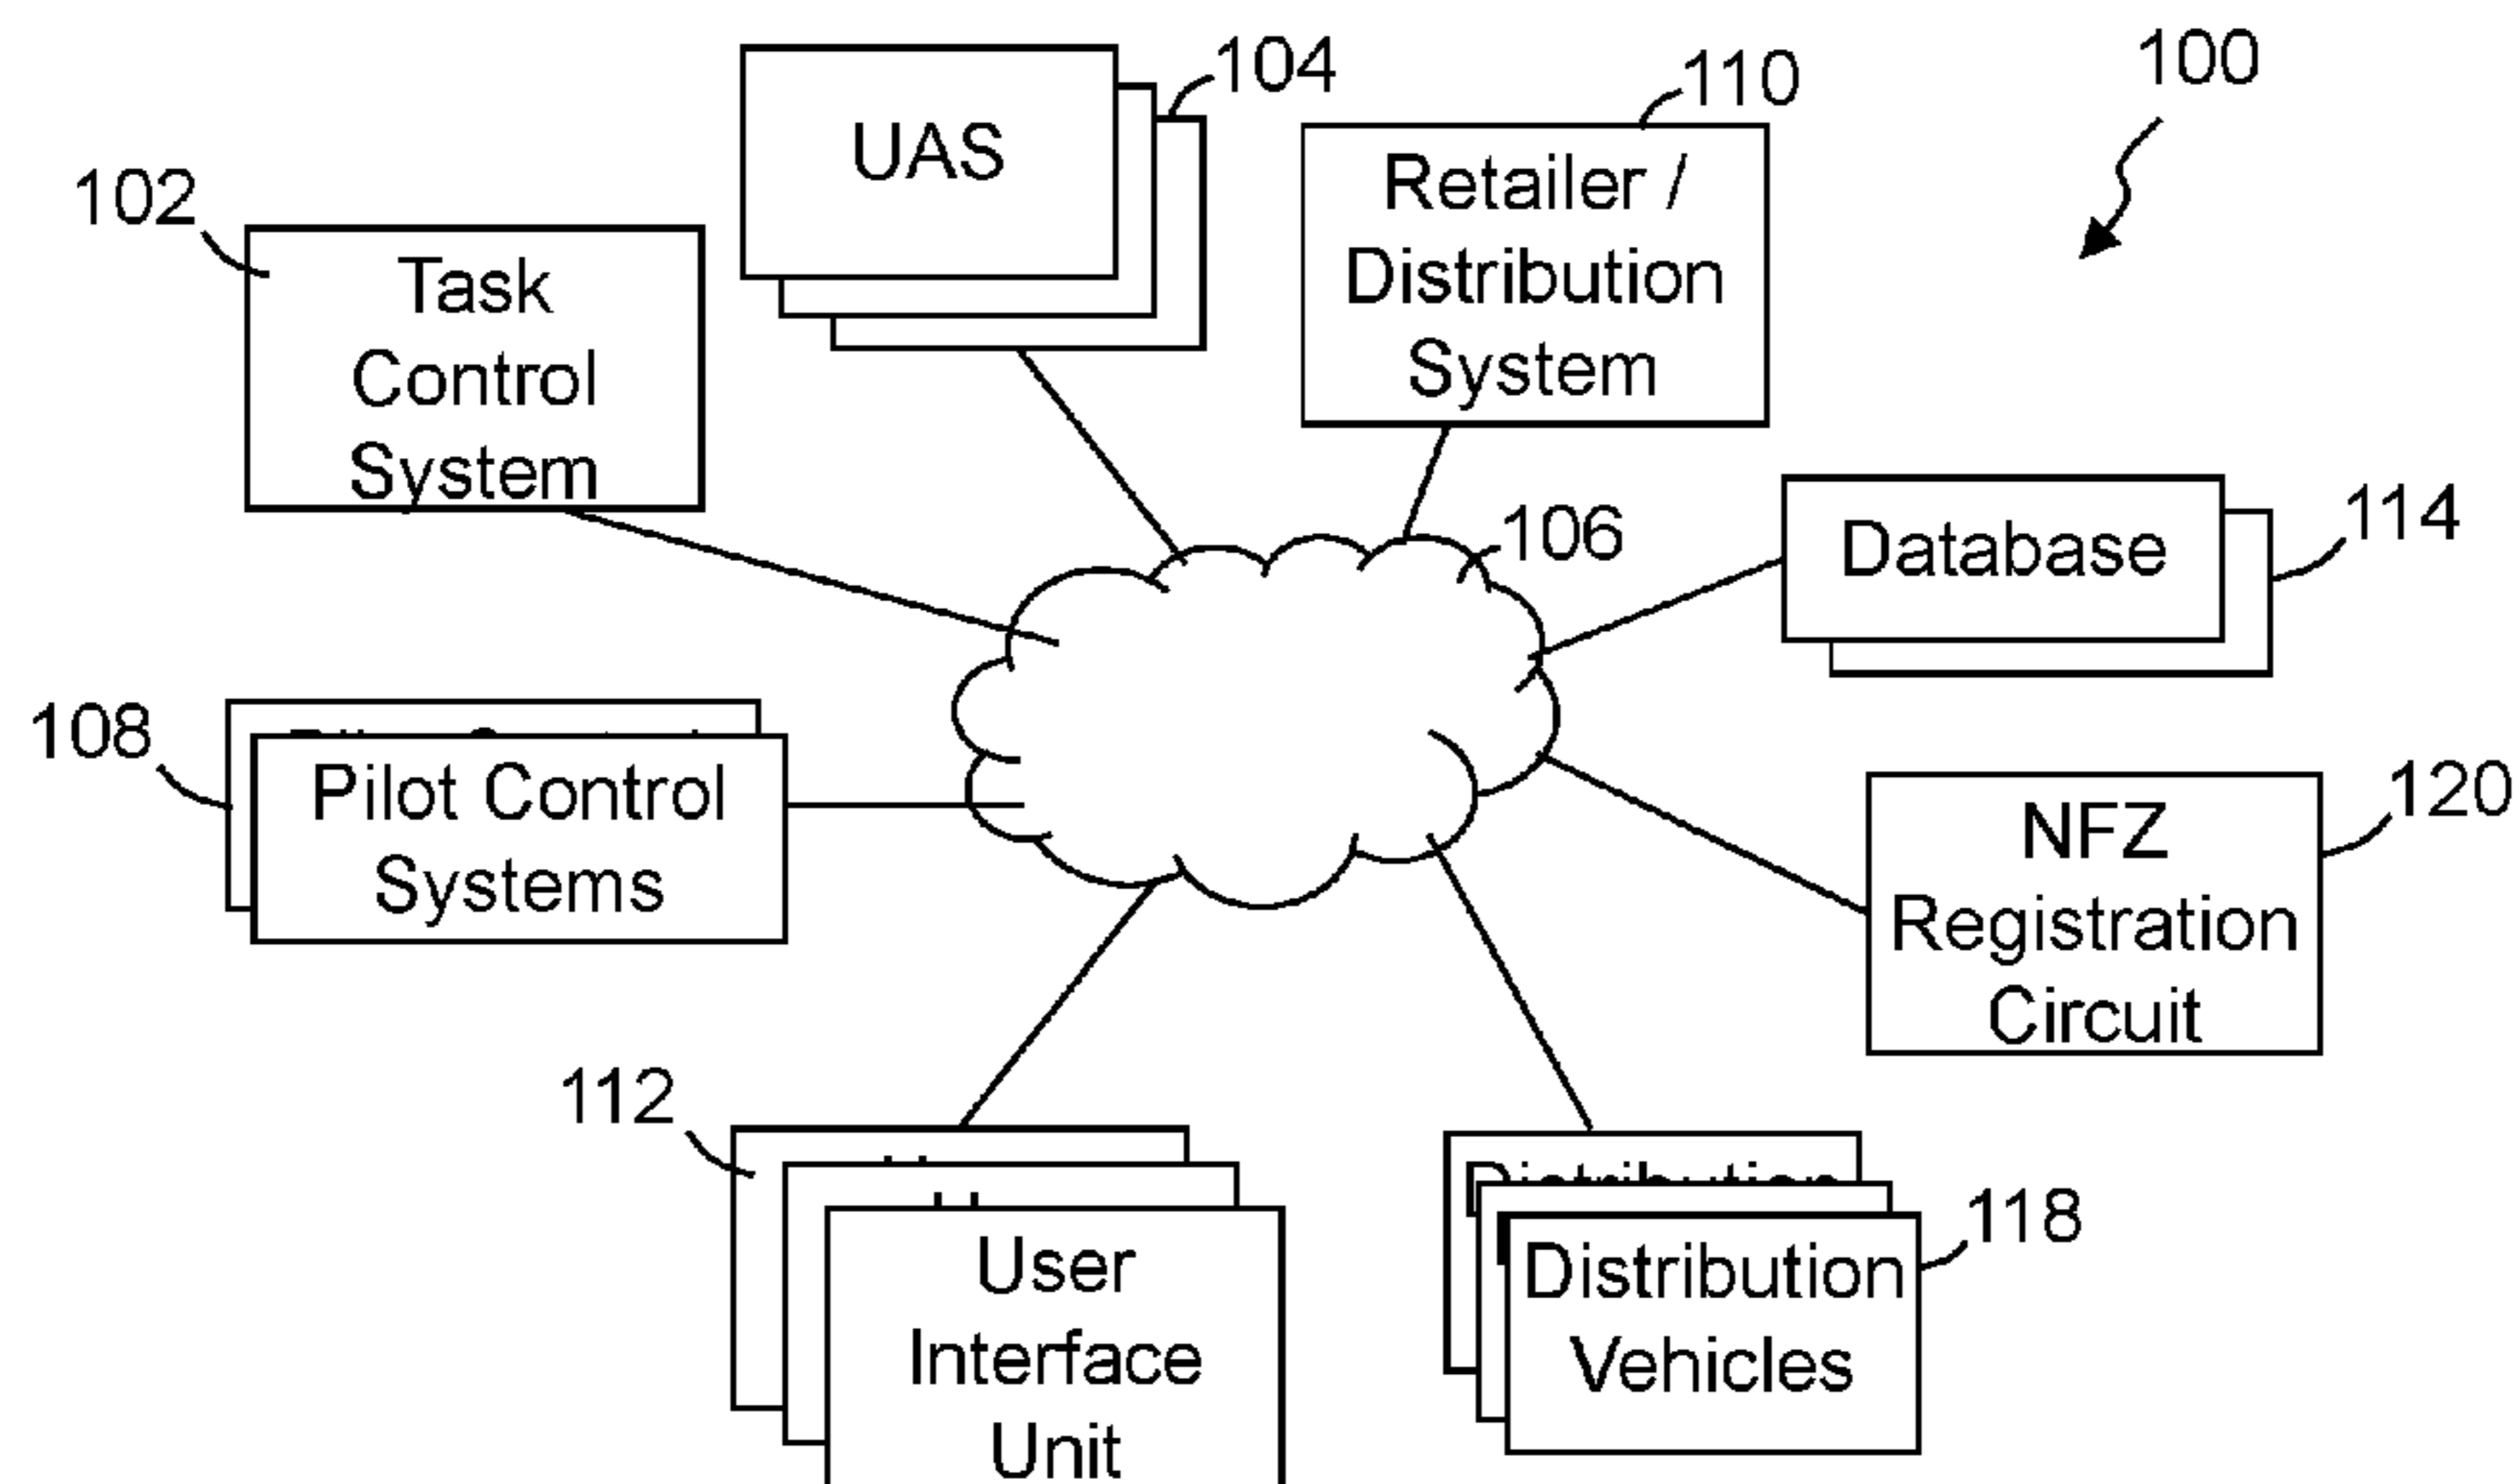 100
104
UAS
110
Retailer /
Distribution
System
102
Task
Control
System
106
114
Database
108
Pilot Control
Systems
120
NFZ
Registration
Circuit
112
User
Interface
Unit
118
Distribution
Vehicles